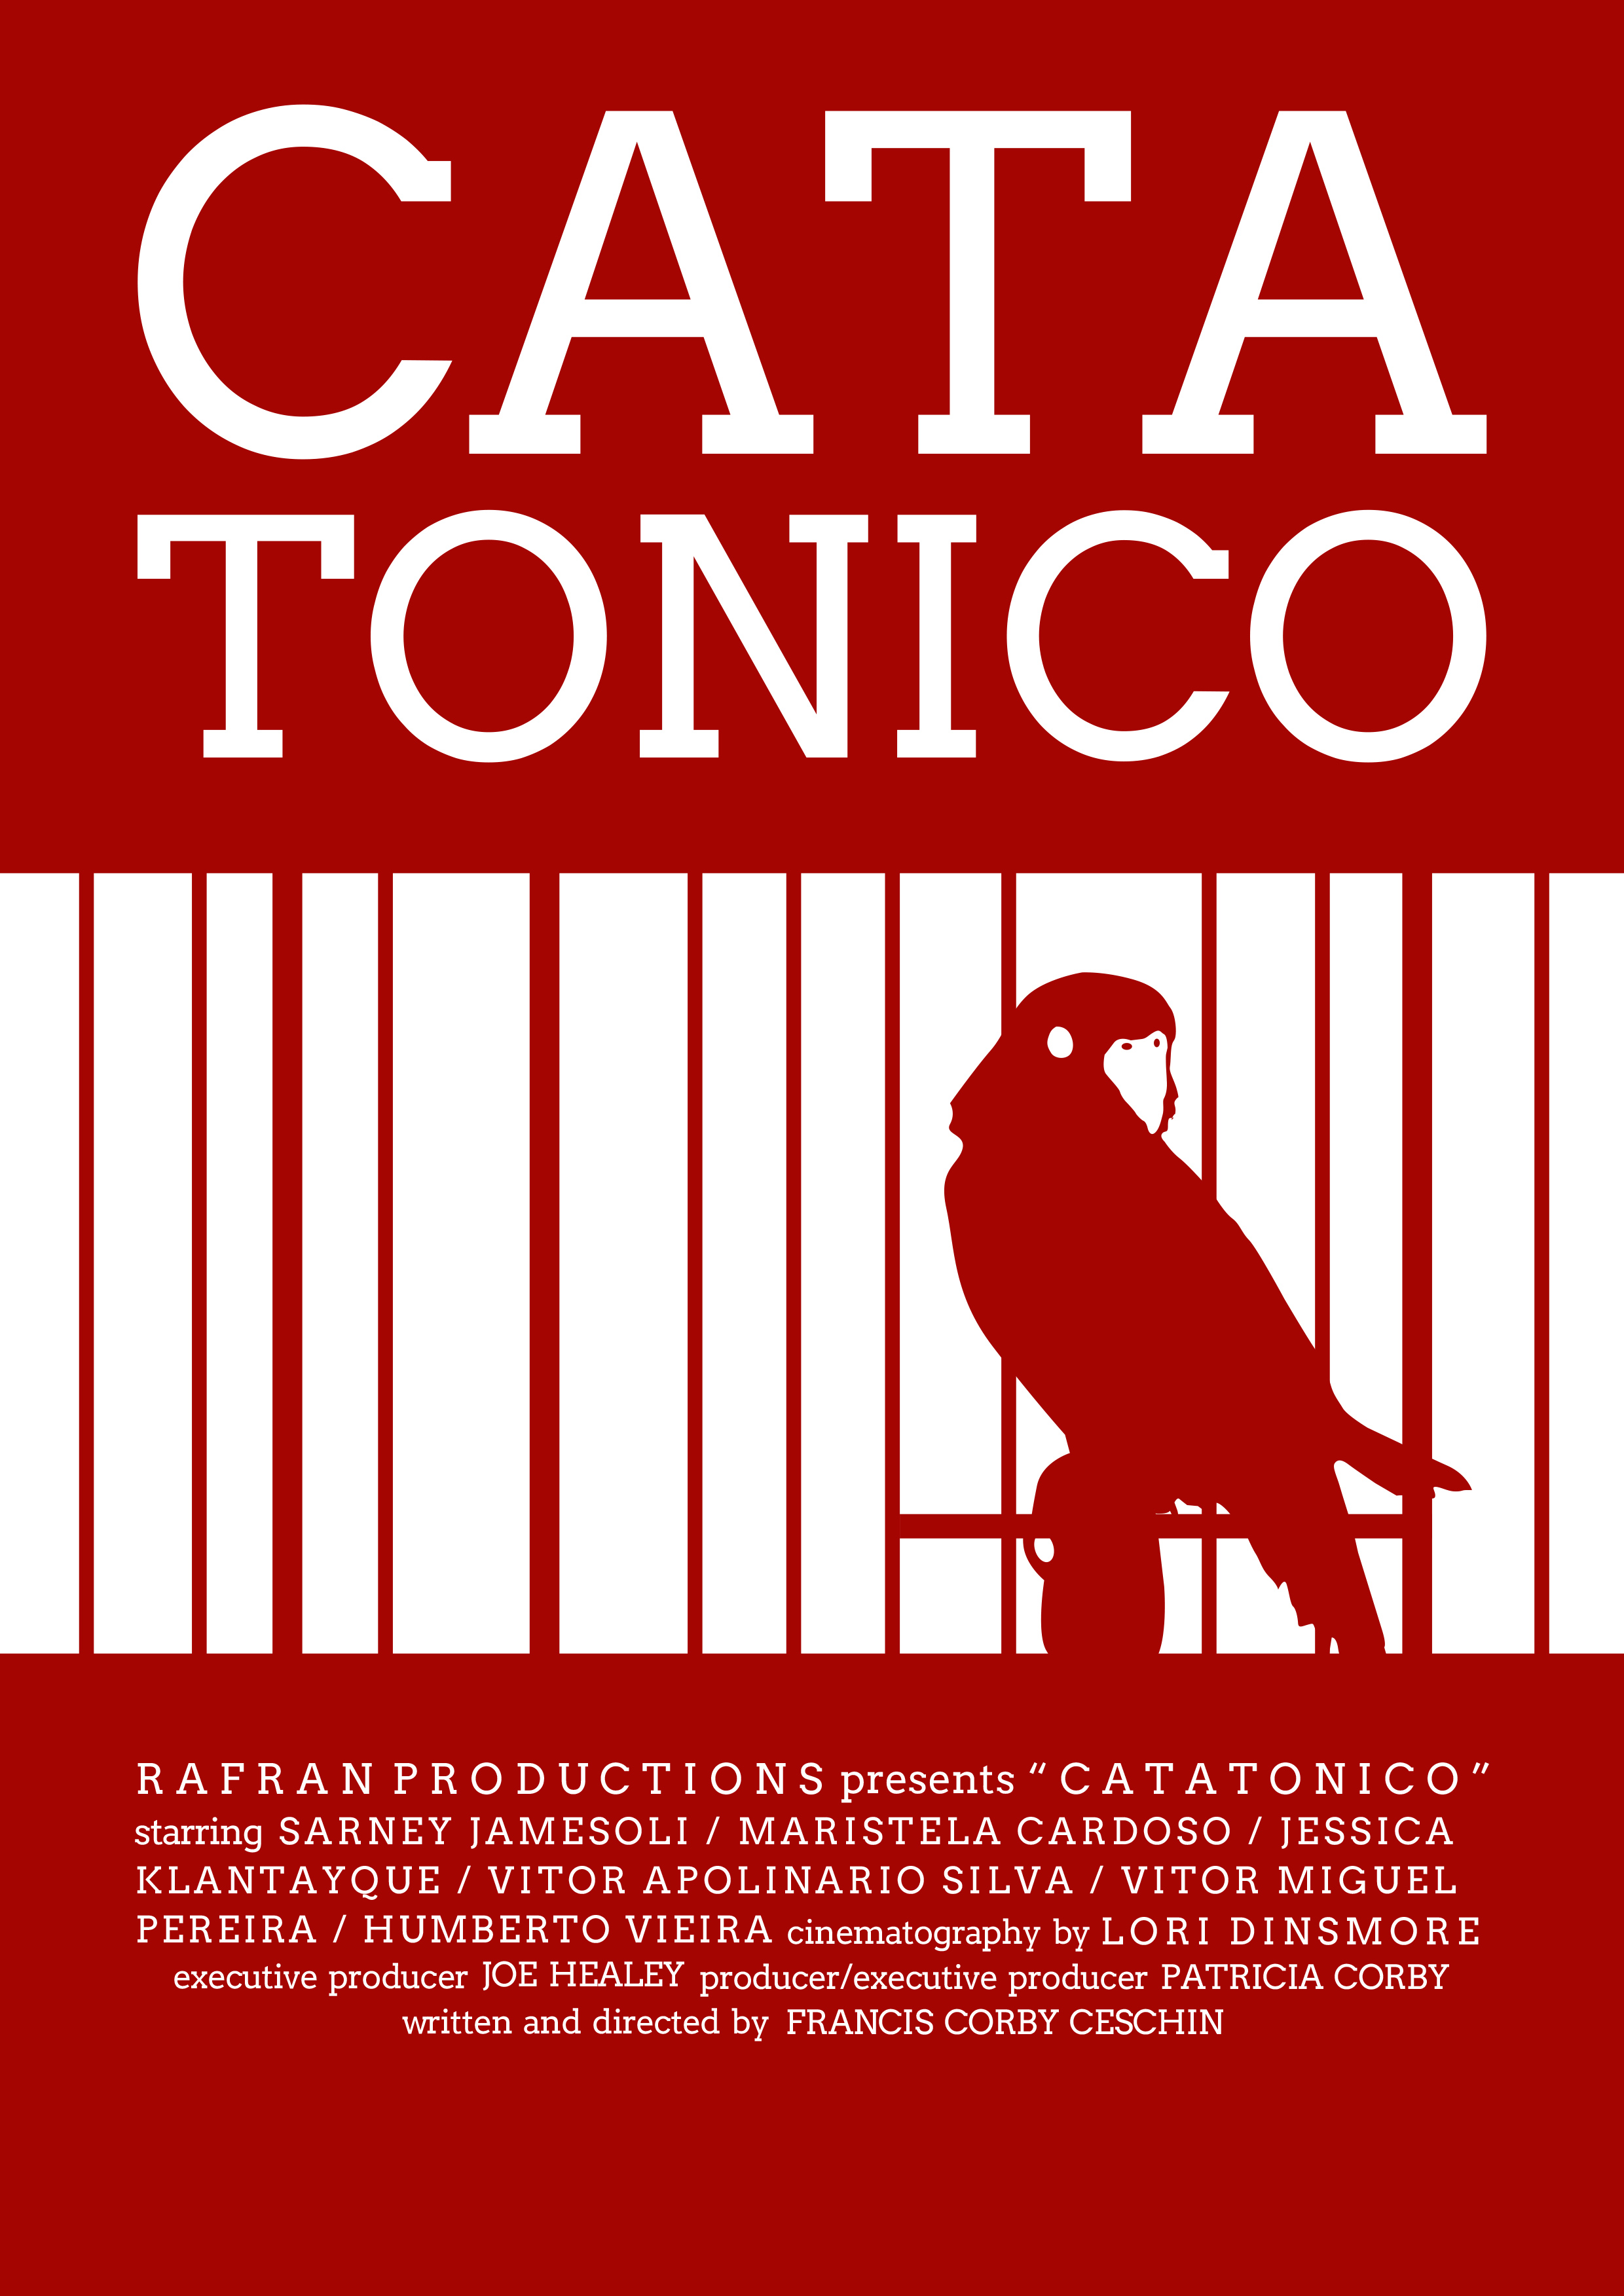 CATA
TONICO
RAFRAN PRODUCTIONS presents “CATATONICO”
starring SARNEY JAMESOLI / MARISTELA CARDOSO / JESSICA
KLANTAYQUE / VITOR APOLINARIO SILVA / VITOR MIGUEL
PEREIRA / HUMBERTO VIEIRA cinematography by LORI DINSMORE
executive producer JOE HEALEY producer/executive producer PATRICIA CORBY
written and directed by FRANCIS CORBY CESCHIN